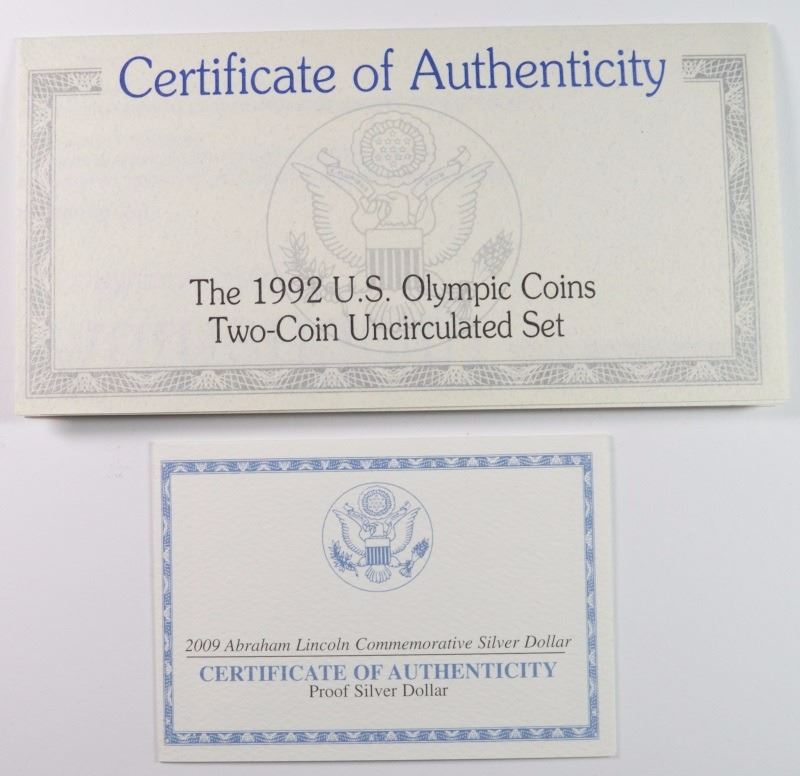 Certificate of Authenticity
The 1992 U.S. Olympic Coins
Two-Coin Uncirculated Set
2009 Abraham Lincoln Commemorative Silver Dollar
CERTIFICATE OF AUTHENTICITY
Proof Silver Dollar